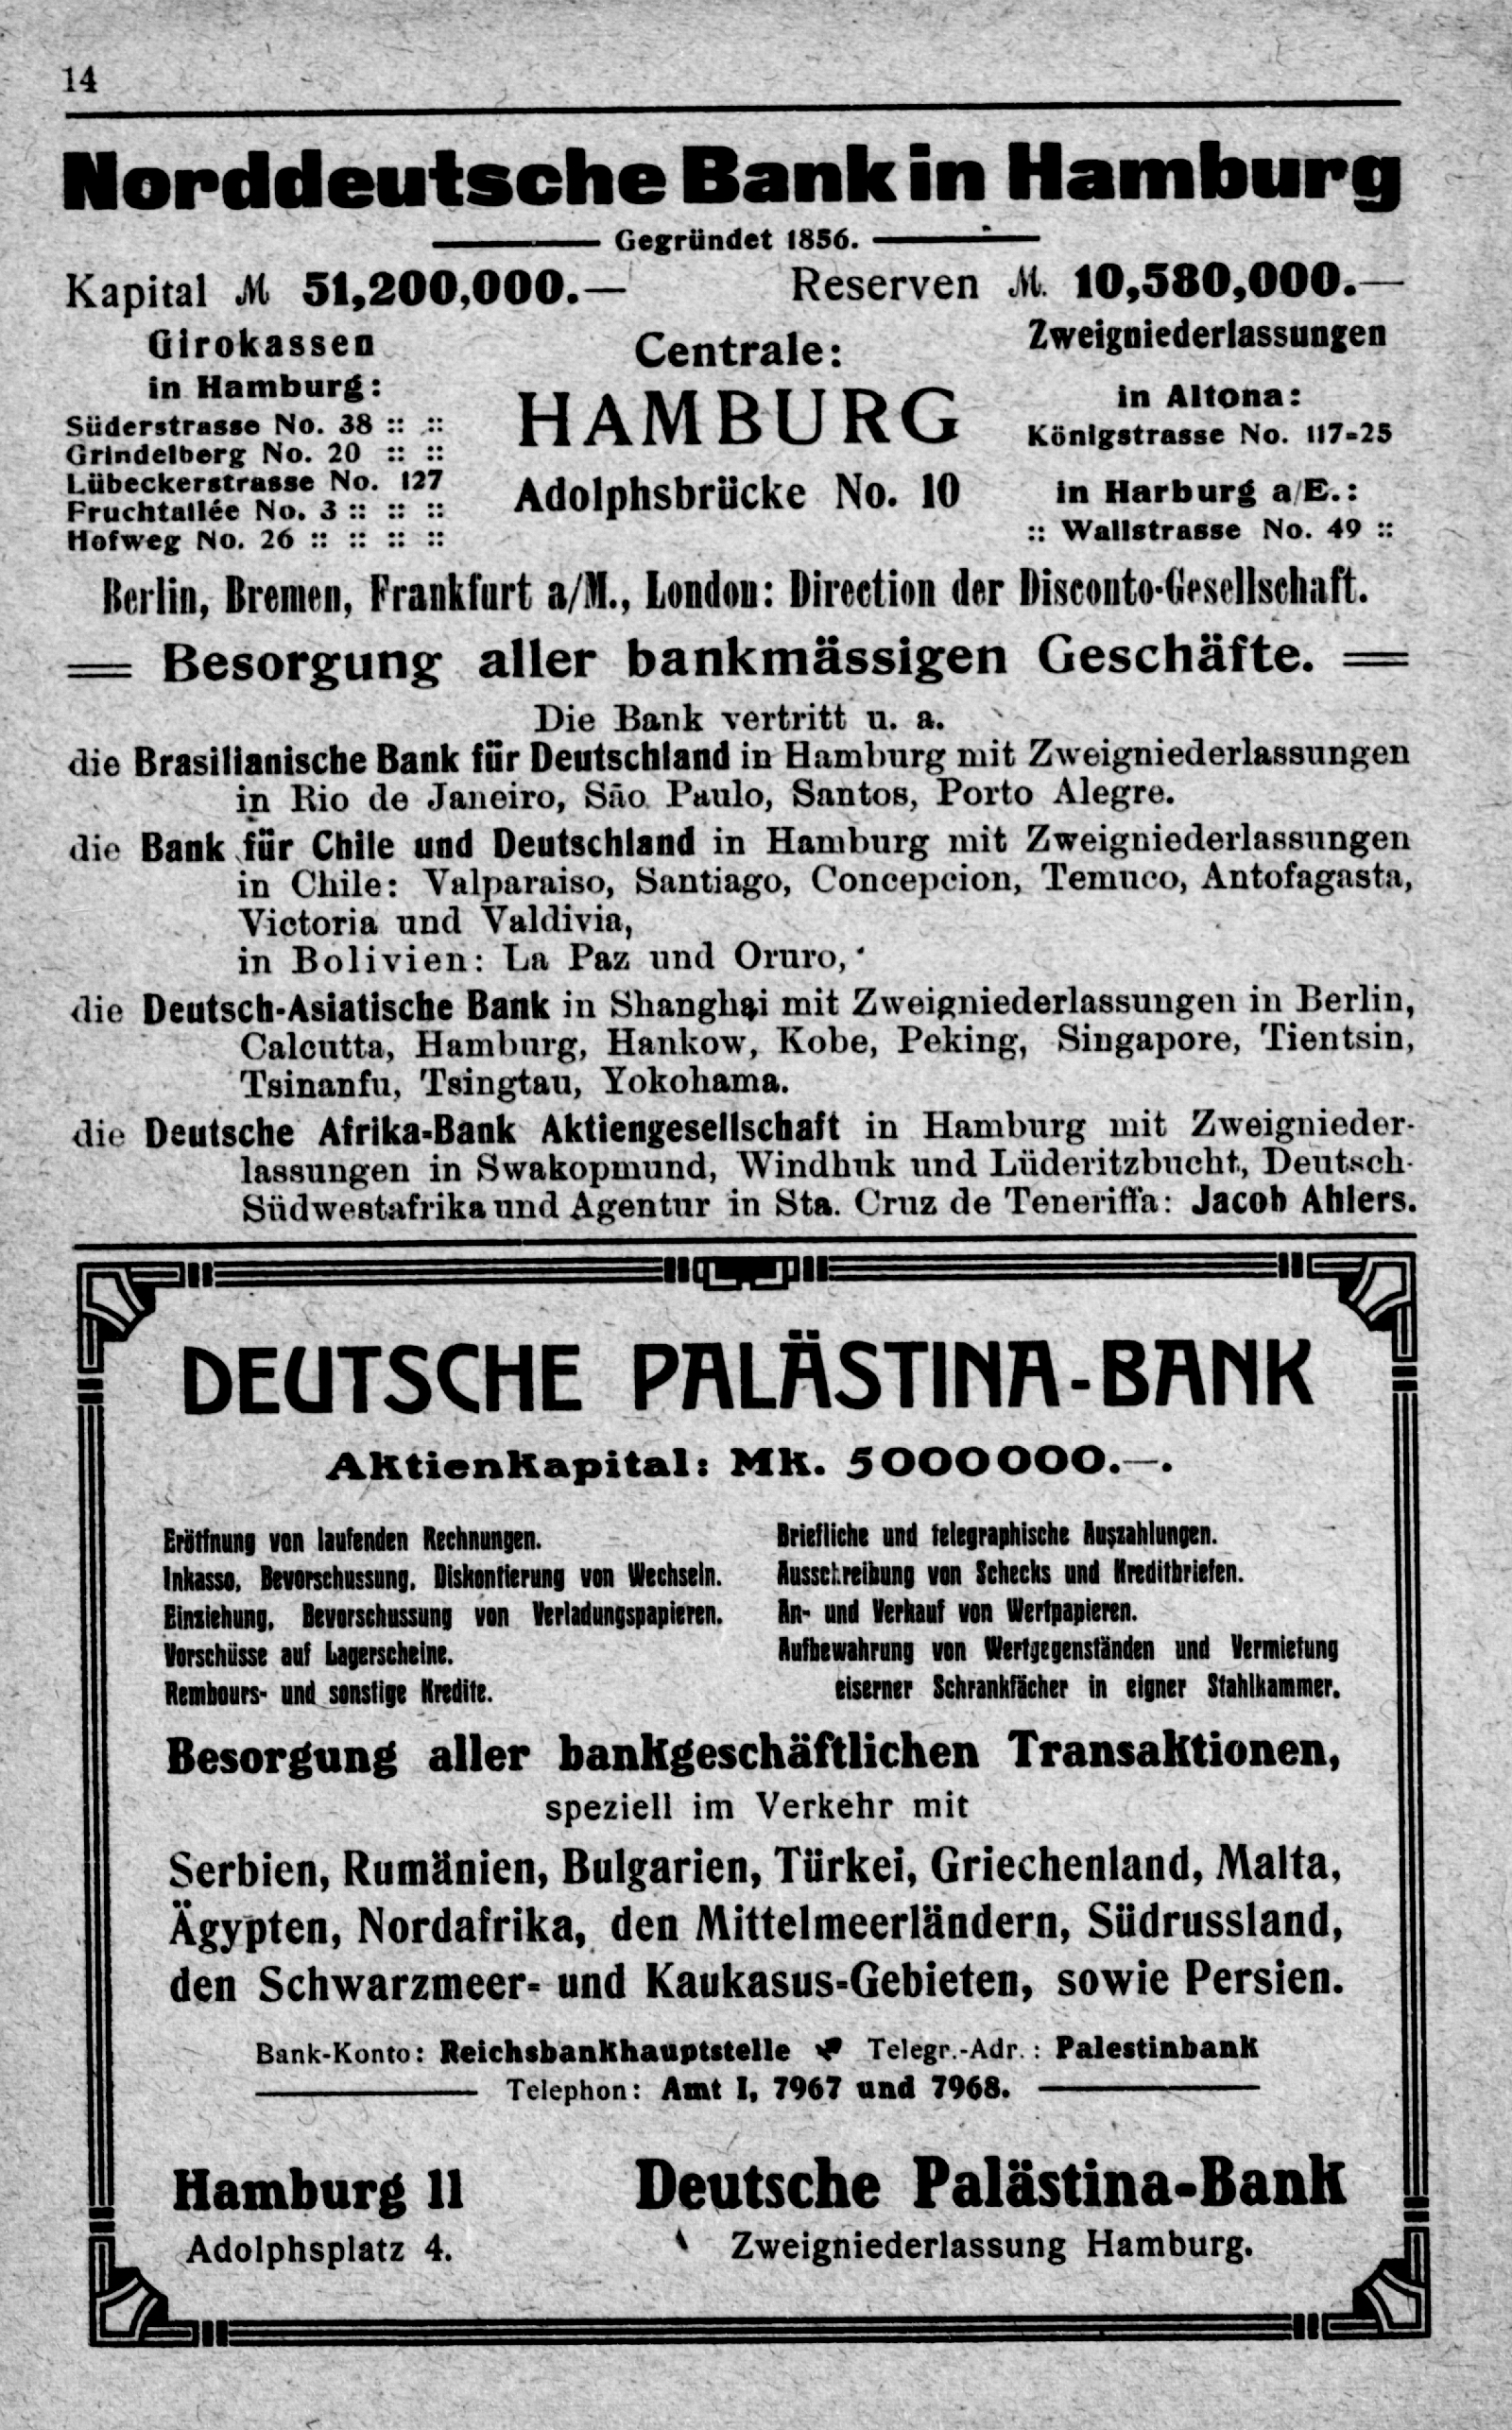 14
Norddeutsche Bank in Hamburg
Gegründet 1856.
Kapital M 51,200,000.— Reserven M. 10,580,000.—
Girokassen
in Hamburg:
Süderstrasse No. 38 :: ::
Grindelberg No. 20 :: ::
Lübeckerstrasse No. 127
Fruchtallée No. 3 :: :: ::
Hofweg No. 26 :: :: :: ::
Centrale:
HAMBURG
Adolphsbrücke No. 10
Zweigniederlassungen
in Altona:
Königstrasse No. 117-25
in Harburg a/E.:
:: Wallstrasse No. 49 ::
Berlin, Bremen, Frankfurt a/M., London: Direction der Disconto-Gesellschaft.
Besorgung aller bankmässigen Geschäfte.
Die Bank vertritt u. a.
die Brasilianische Bank für Deutschland in Hamburg mit Zweigniederlassungen
in Rio de Janeiro, São Paulo, Santos, Porto Alegre.
die Bank für Chile und Deutschland in Hamburg mit Zweigniederlassungen
in Chile: Valparaiso, Santiago, Concepcion, Temuco, Antofagasta,
Victoria und Valdivia,
in Bolivien: La Paz und Oruro,
die Deutsch-Asiatische Bank in Shanghai mit Zweigniederlassungen in Berlin,
Calcutta, Hamburg, Hankow, Kobe, Peking, Singapore, Tientsin,
Tsinanfu, Tsingtau, Yokohama.
die Deutsche Afrika-Bank Aktiengesellschaft in Hamburg mit Zweignieder-
lassungen in Swakopmund, Windhuk und Lüderitzbucht, Deutsch-
Südwestafrika und Agentur in Sta. Cruz de Teneriffa: Jacob Ahlers.
DEUTSCHE PALÄSTINA-BANK
Aktienkapital: Mk. 5000000.—.
Eröffnung von laufenden Rechnungen.
Inkasso, Bevorschussung, Diskontierung von Wechseln.
Einziehung, Bevorschussung von Verladungspapieren.
Vorschüsse auf Lagerscheine.
Rembours- und sonstige Kredite.
Briefliche und telegraphische Auszahlungen.
Ausschreibung von Schecks und Kreditbriefen.
An- und Verkauf von Wertpapieren.
Aufbewahrung von Wertgegenständen und Vermietung
eiserner Schrankfächer in eigner Stahlkammer.
Besorgung aller bankgeschäftlichen Transaktionen,
speziell im Verkehr mit
Serbien, Rumänien, Bulgarien, Türkei, Griechenland, Malta,
Ägypten, Nordafrika, den Mittelmeerländern, Südrussland,
den Schwarzmeer- und Kaukasus-Gebieten, sowie Persien.
Bank-Konto: Reichsbankhauptstelle Telegr.-Adr.: Palestinbank
Telephon: Amt I, 7967 und 7968.
Hamburg 11
Adolphsplatz 4.
Deutsche Palästina-Bank
Zweigniederlassung Hamburg.